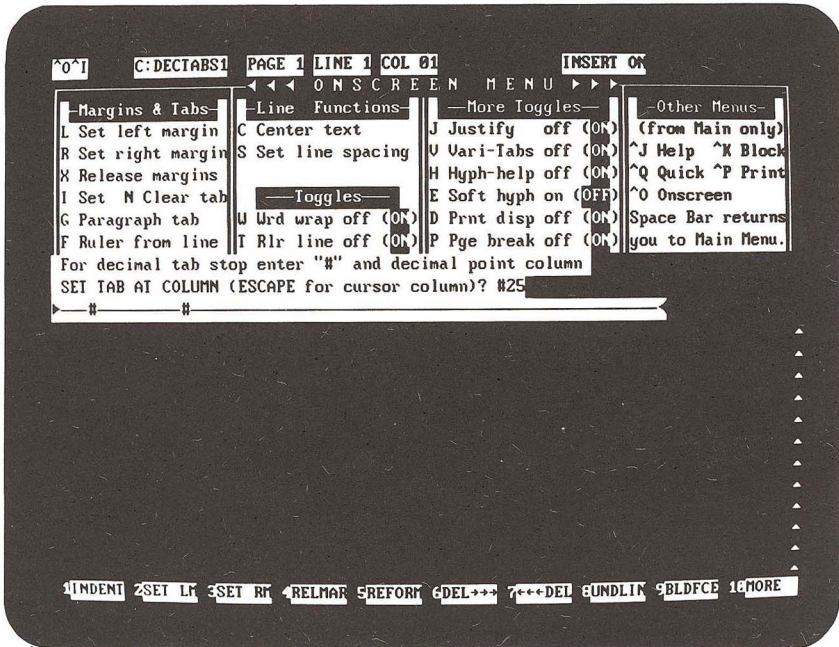 ^O^I C:DECTABS1 PAGE 1 LINE 1 COL 01 INSERT ON
◄ ◄ ◄ ONSCREEN MENU ► ► ►
—Margins & Tabs— —Line Functions— —More Toggles— —Other Menus—
L Set left margin C Center text J Justify off (ON) (from Main only)
R Set right margin S Set line spacing V Vari-Tabs off (ON) ^J Help ^K Block
X Release margins H Hyph-help off (ON) ^Q Quick ^P Print
I Set N Clear tab ——Toggles—— E Soft hyph on (OFF) ^O Onscreen
G Paragraph tab W Wrd wrap off (ON) D Prnt disp off (ON) Space Bar returns
F Ruler from line T Rlr line off (ON) P Pge break off (ON) you to Main Menu.
For decimal tab stop enter "#" and decimal point column
SET TAB AT COLUMN (ESCAPE for cursor column)? #25
►——#————————#————————
1INDENT 2SET LM 3SET RM 4RELMAR 5REFORM 6DEL→→→ 7←←←DEL 8UNDLIN 9BLDFCE 10MORE